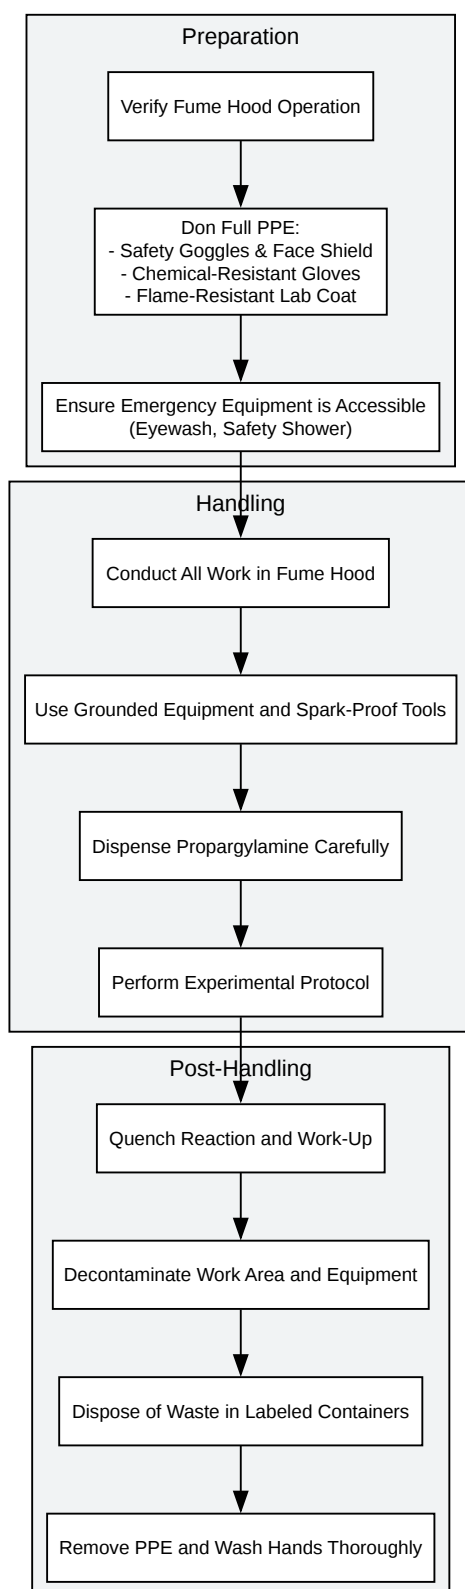 Preparation
Verify Fume Hood Operation
Don Full PPE:
- Safety Goggles & Face Shield
- Chemical-Resistant Gloves
- Flame-Resistant Lab Coat
Ensure Emergency Equipment is Accessible
(Eyewash, Safety Shower)
Handling
Conduct All Work in Fume Hood
Use Grounded Equipment and Spark-Proof Tools
Dispense Propargylamine Carefully
Perform Experimental Protocol
Post-Handling
Quench Reaction and Work-Up
Decontaminate Work Area and Equipment
Dispose of Waste in Labeled Containers
Remove PPE and Wash Hands Thoroughly